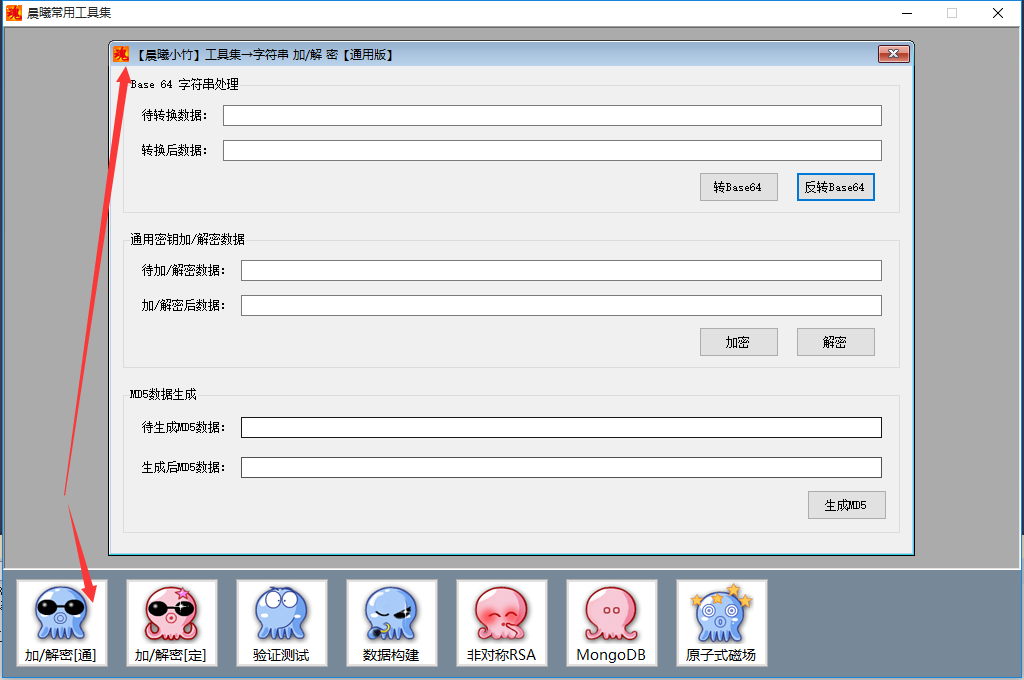 晨曦常用工具集
【晨曦小竹】工具集→字符串 加/解 密【通用版】
Base 64 字符串处理
待转换数据：
转换后数据：
转Base64 反转Base64
通用密钥加/解密数据
待加/解密数据：
加/解密后数据：
加密 解密
MD5数据生成
待生成MD5数据：
生成后MD5数据：
生成MD5
加/解密[通] 加/解密[定] 验证测试 数据构建 非对称RSA MongoDB 原子式磁场